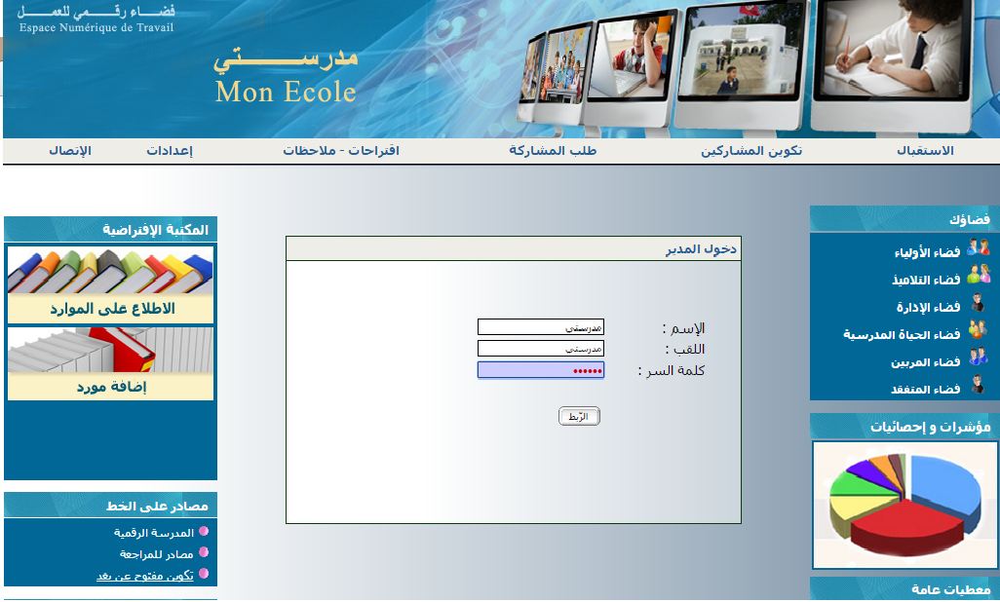 فضـــاء رقـــمي للعمـــل
Espace Numérique de Travail
مدرســـتي
Mon Ecole
الاستقبال
تكوين المشاركين
طلب المشاركة
اقتراحات - ملاحظات
إعدادات
الإتصال
فضاؤك
فضاء الأولياء
فضاء التلاميذ
فضاء الإدارة
فضاء الحياة المدرسية
فضاء المربين
فضاء المتفقد
مؤشرات و إحصائيات
معطيات عامة
دخول المدير
الإسم : مدرستي
اللقب : مدرستي
كلمة السر : ••••••
الرّبط
المكتبة الإفتراضية
الاطلاع على الموارد
إضافة مورد
مصادر على الخط
المدرسة الرقمية
مصادر للمراجعة
تكوين مفتوح عن بعد